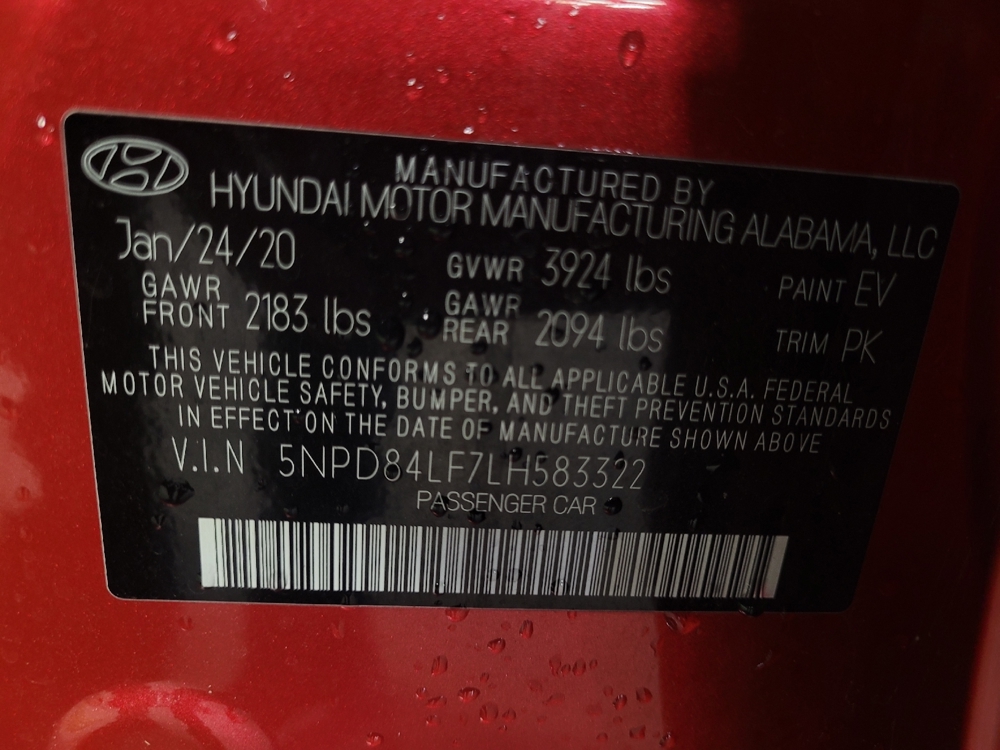 MANUFACTURED BY
HYUNDAI MOTOR MANUFACTURING ALABAMA, LLC
Jan/24/20 GVWR 3924 lbs PAINT EV
GAWR FRONT 2183 lbs GAWR REAR 2094 lbs TRIM PK
THIS VEHICLE CONFORMS TO ALL APPLICABLE U.S.A. FEDERAL
MOTOR VEHICLE SAFETY, BUMPER, AND THEFT PREVENTION STANDARDS
IN EFFECT ON THE DATE OF MANUFACTURE SHOWN ABOVE
V.I.N 5NPD84LF7LH583322
PASSENGER CAR